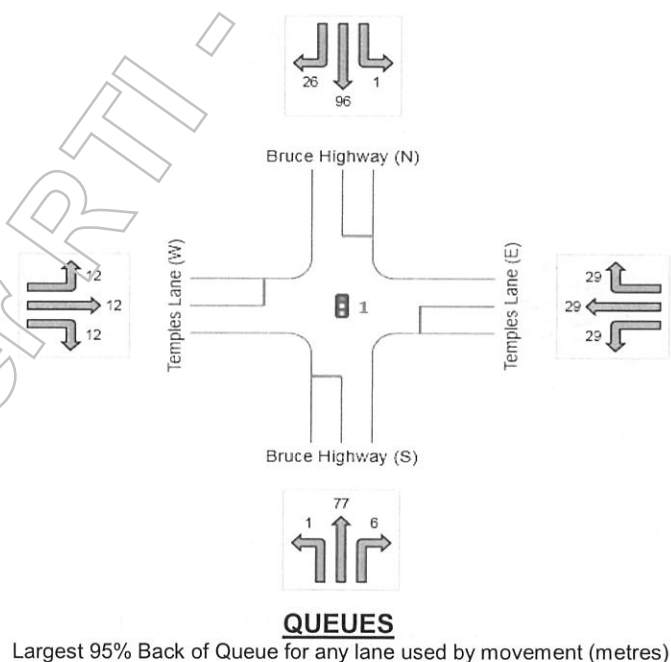 26 1
96
Bruce Highway (N)
12
12
12
Temples Lane (W)
1
Temples Lane (E)
29
29
29
Bruce Highway (S)
77
1 6
QUEUES
Largest 95% Back of Queue for any lane used by movement (metres)
RTI -